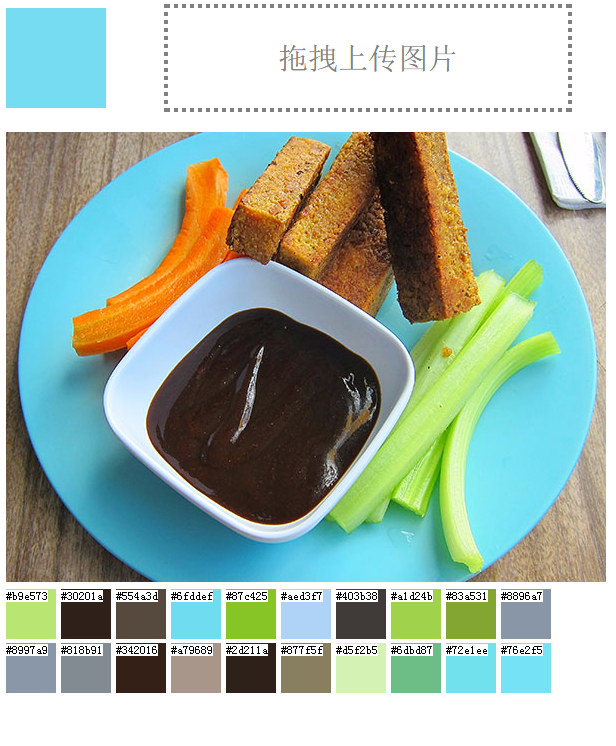 拖拽上传图片
#b9e573 #30201a #554a3d #6fddef #87c425 #aed3f7 #403b38 #a1d24b #83a531 #8896a7
#8997a9 #818b91 #342016 #a79689 #2d211a #877f5f #d5f2b5 #6dbd87 #72e1ee #76e2f5